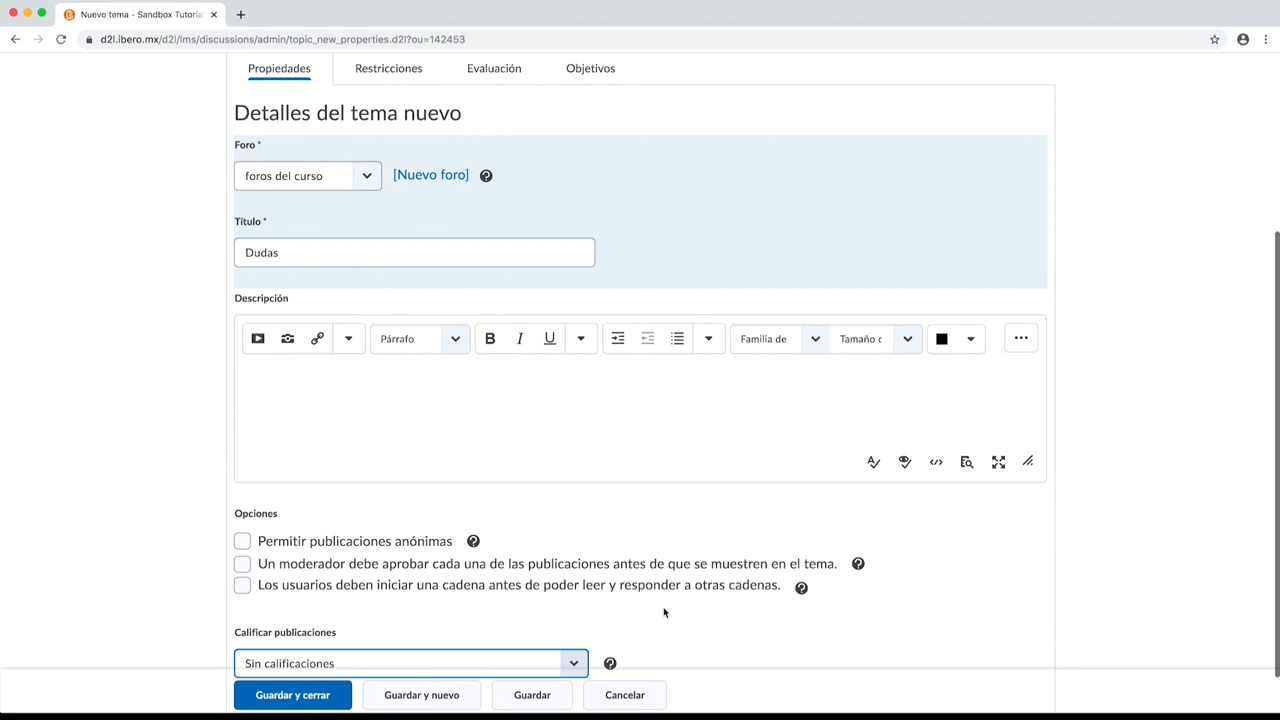 Nuevo tema - Sandbox Tutoria
d2l.ibero.mx/d2l/lms/discussions/admin/topic_new_properties.d2l?ou=142453
Propiedades Restricciones Evaluación Objetivos
Detalles del tema nuevo
Foro *
foros del curso [Nuevo foro]
Título *
Dudas
Descripción
Párrafo B I U Familia de Tamaño c
Opciones
Permitir publicaciones anónimas
Un moderador debe aprobar cada una de las publicaciones antes de que se muestren en el tema.
Los usuarios deben iniciar una cadena antes de poder leer y responder a otras cadenas.
Calificar publicaciones
Sin calificaciones
Guardar y cerrar Guardar y nuevo Guardar Cancelar